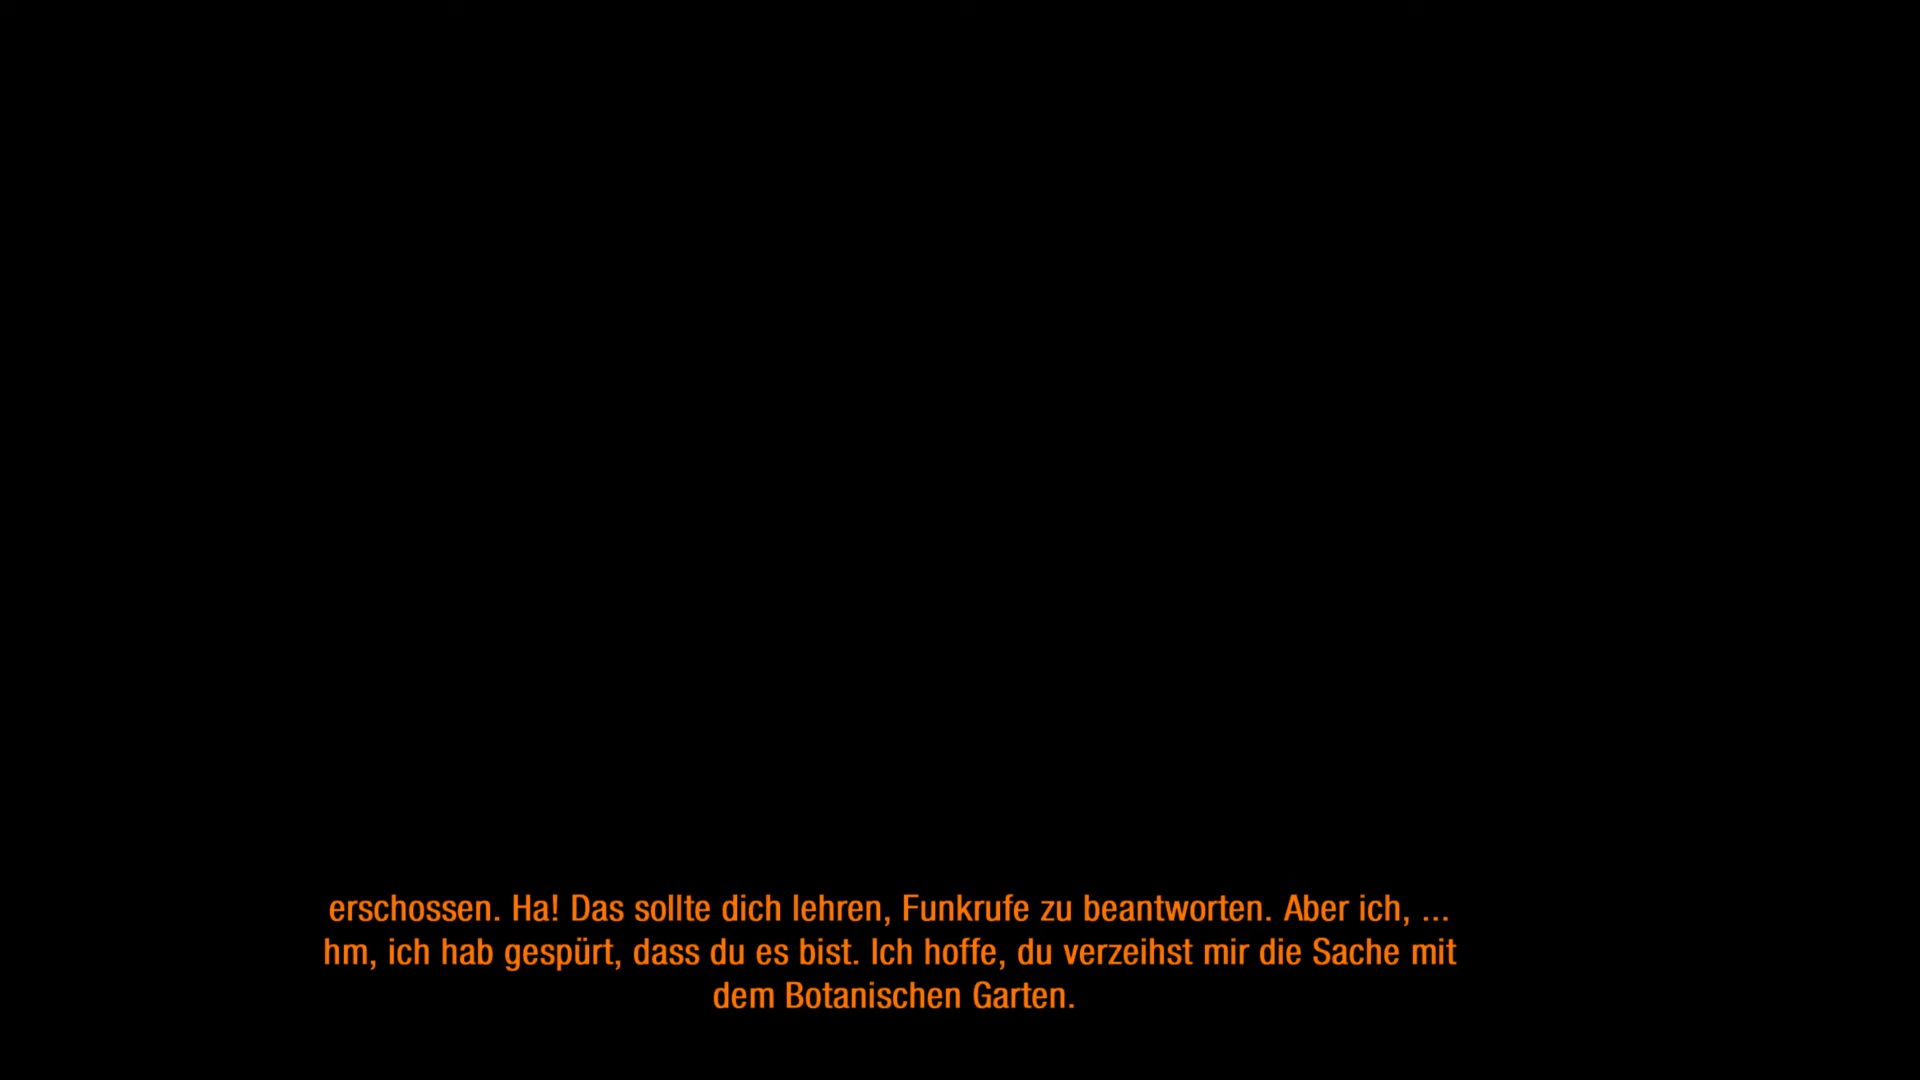 erschossen. Ha! Das sollte dich lehren, Funkrufe zu beantworten. Aber ich, ...
hm, ich hab gespürt, dass du es bist. Ich hoffe, du verzeihst mir die Sache mit
dem Botanischen Garten.